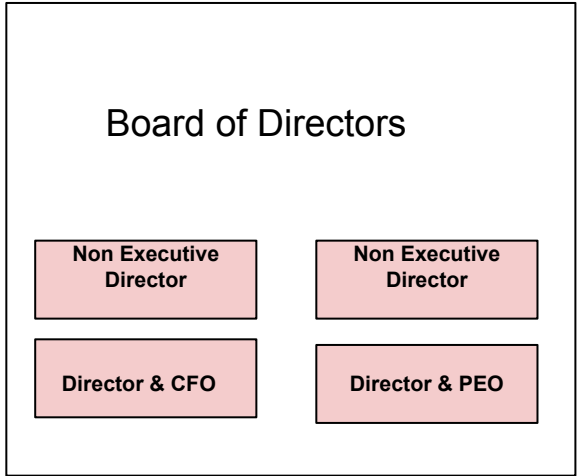 Board of Directors
Non Executive
Director
Non Executive
Director
Director & CFO
Director & PEO